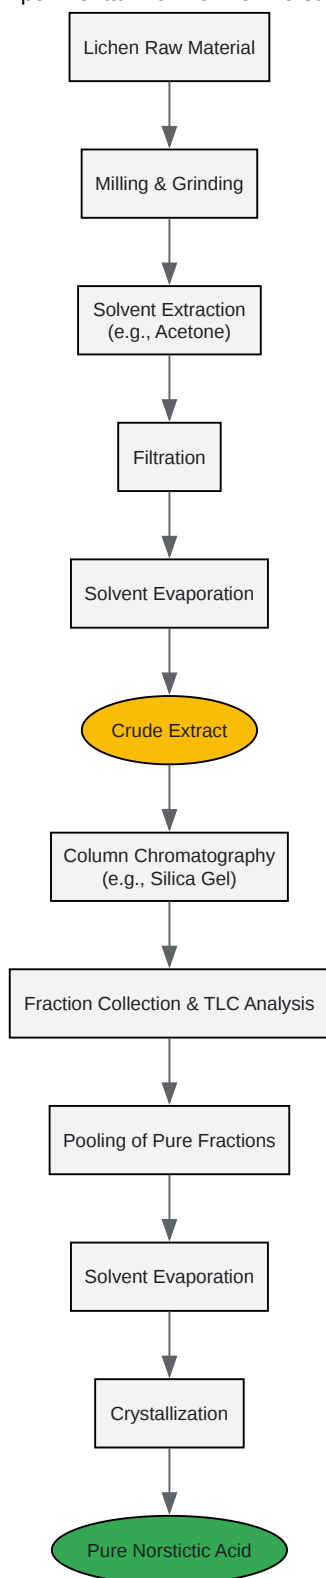 Lichen Raw Material
Milling & Grinding
Solvent Extraction
(e.g., Acetone)
Filtration
Solvent Evaporation
Crude Extract
Column Chromatography
(e.g., Silica Gel)
Fraction Collection & TLC Analysis
Pooling of Pure Fractions
Solvent Evaporation
Crystallization
Pure Norstictic Acid